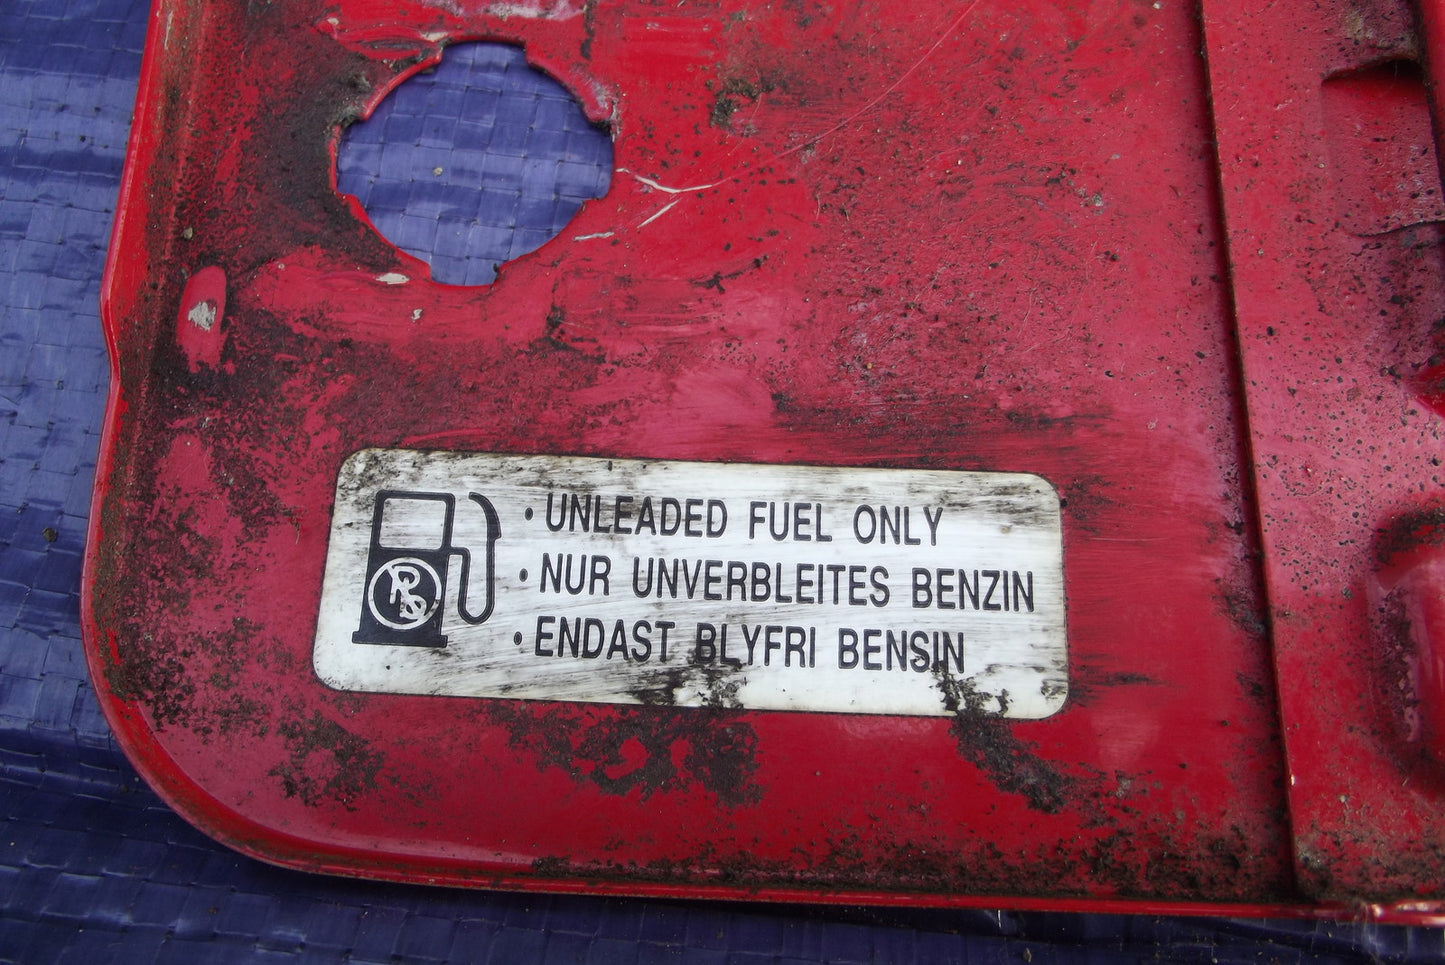 · UNLEADED FUEL ONLY
· NUR UNVERBLEITES BENZIN
· ENDAST BLYFRI BENSIN